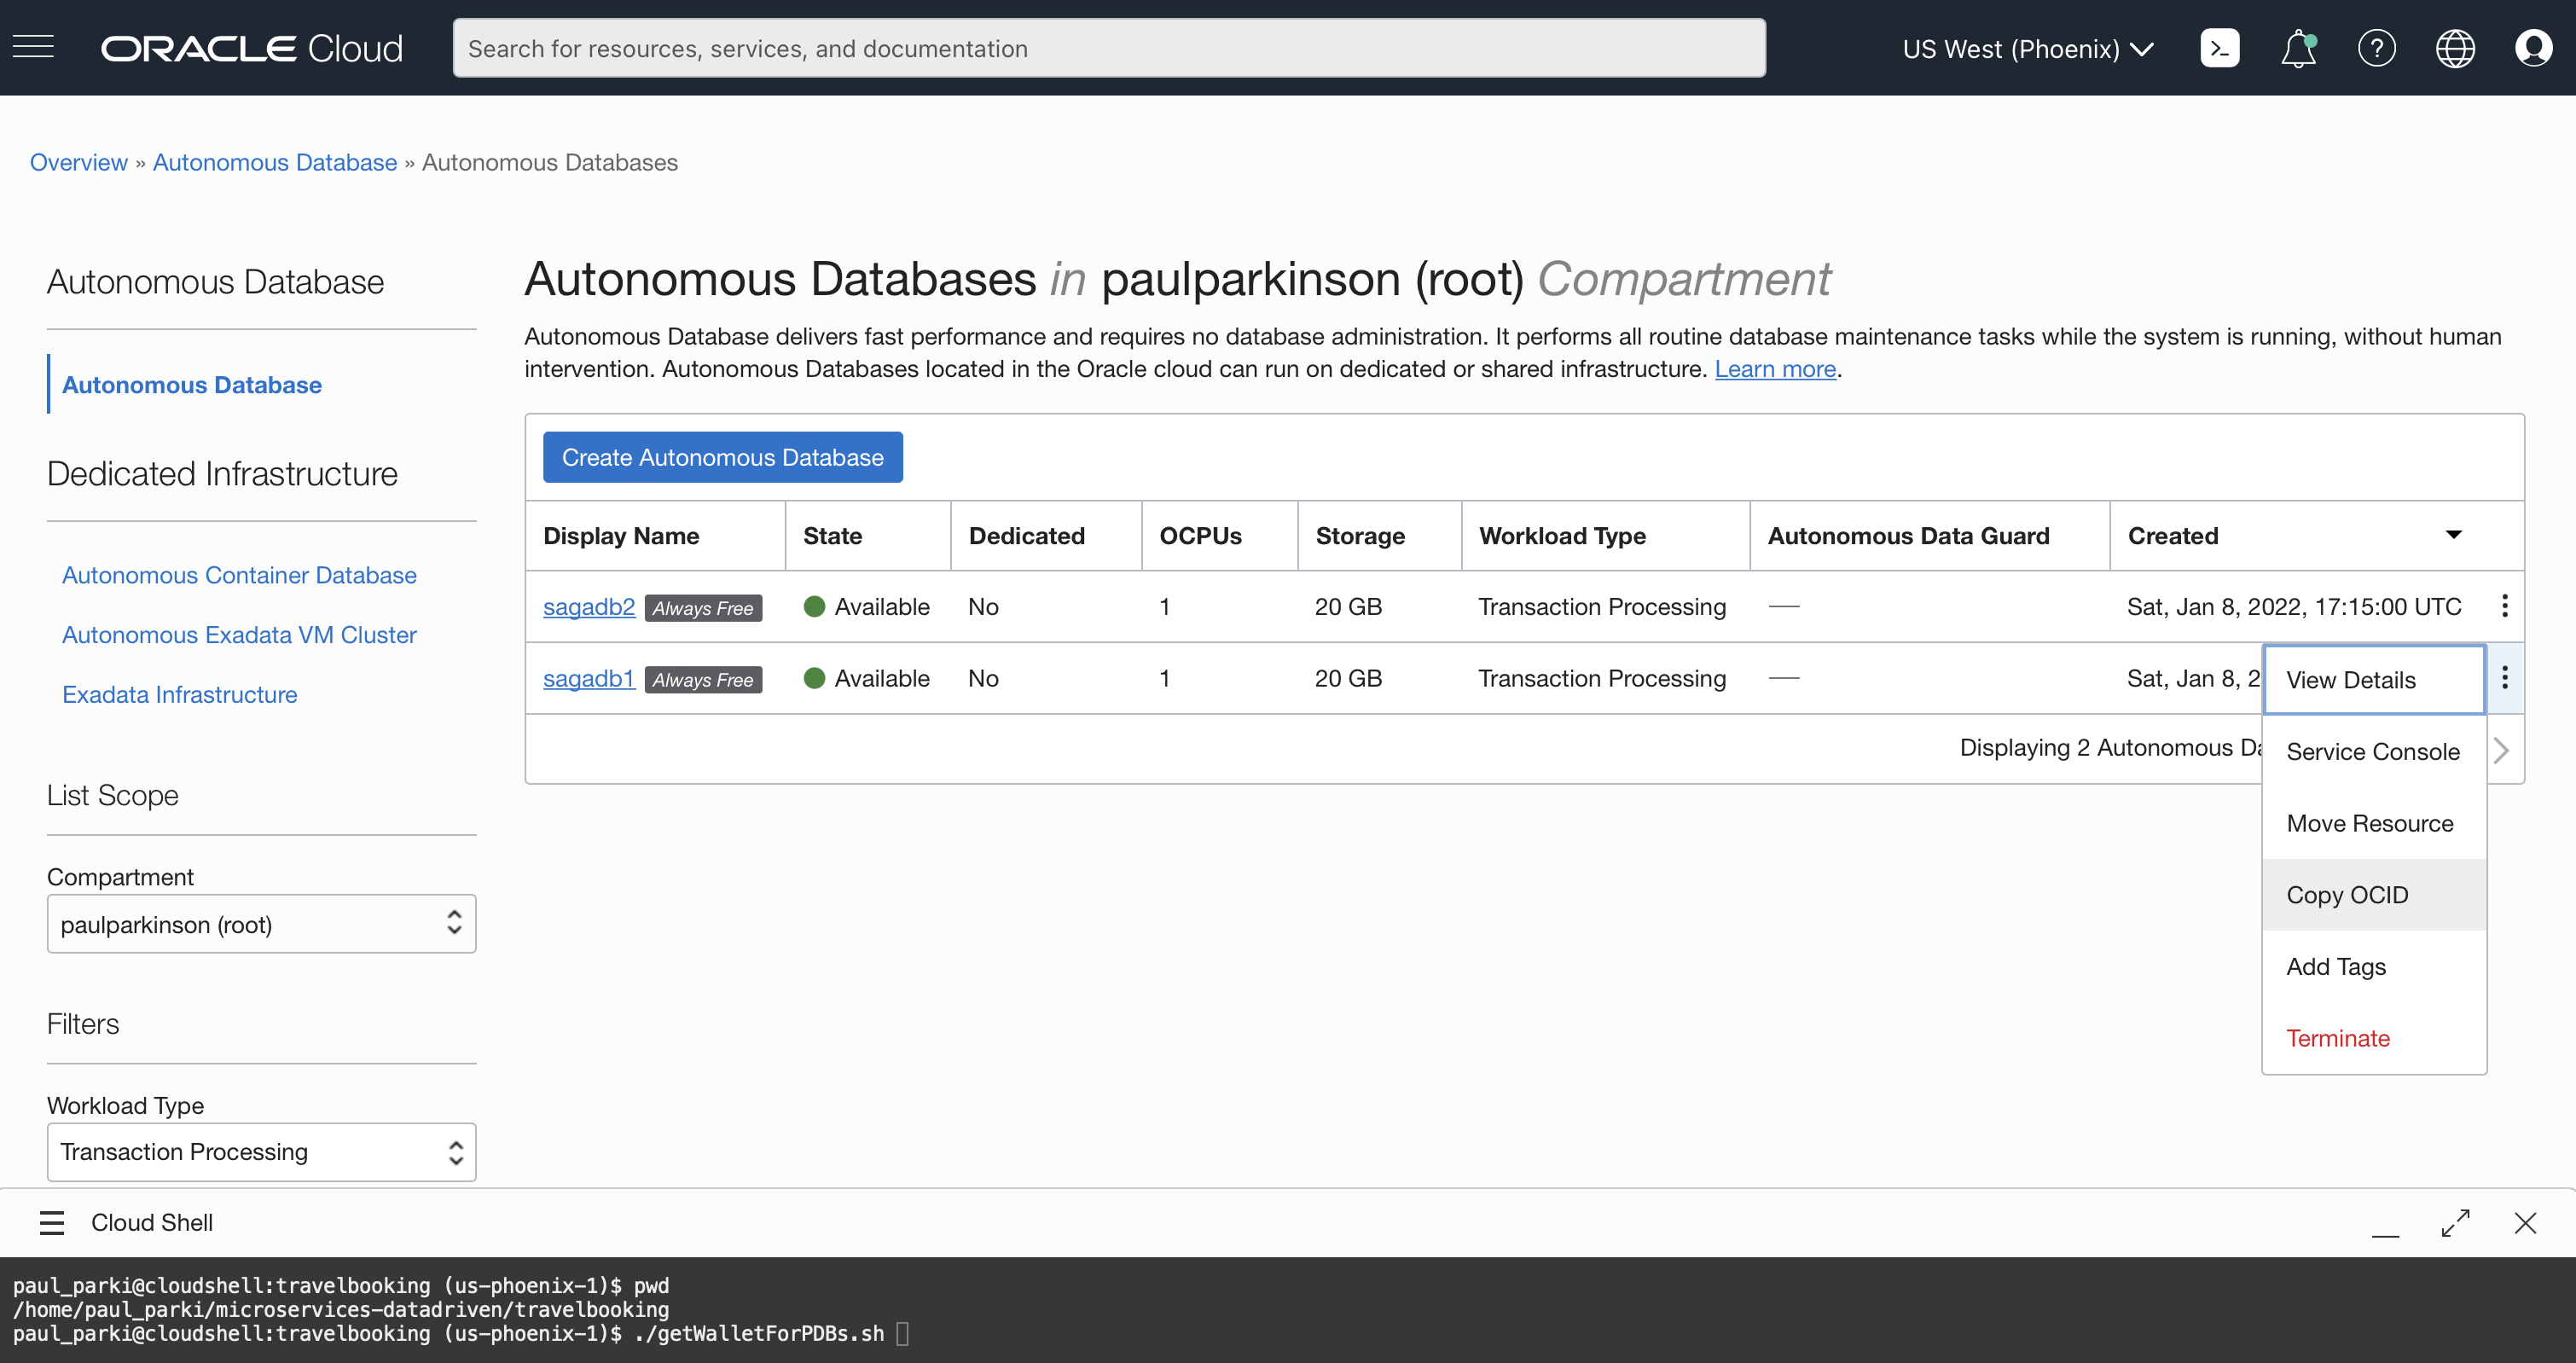 ORACLE Cloud
Search for resources, services, and documentation
US West (Phoenix)
Overview » Autonomous Database » Autonomous Databases
Autonomous Database
Autonomous Database
Dedicated Infrastructure
Autonomous Container Database
Autonomous Exadata VM Cluster
Exadata Infrastructure
List Scope
Compartment
paulparkinson (root)
Filters
Workload Type
Transaction Processing
Autonomous Databases in paulparkinson (root) Compartment
Autonomous Database delivers fast performance and requires no database administration. It performs all routine database maintenance tasks while the system is running, without human
intervention. Autonomous Databases located in the Oracle cloud can run on dedicated or shared infrastructure. Learn more.
Create Autonomous Database
Display Name State Dedicated OCPUs Storage Workload Type Autonomous Data Guard Created
sagadb2 Always Free Available No 1 20 GB Transaction Processing — Sat, Jan 8, 2022, 17:15:00 UTC
sagadb1 Always Free Available No 1 20 GB Transaction Processing — Sat, Jan 8, 2
Displaying 2 Autonomous Da
View Details
Service Console
Move Resource
Copy OCID
Add Tags
Terminate
Cloud Shell
paul_parki@cloudshell:travelbooking (us-phoenix-1)$ pwd
/home/paul_parki/microservices-datadriven/travelbooking
paul_parki@cloudshell:travelbooking (us-phoenix-1)$ ./getWalletForPDBs.sh